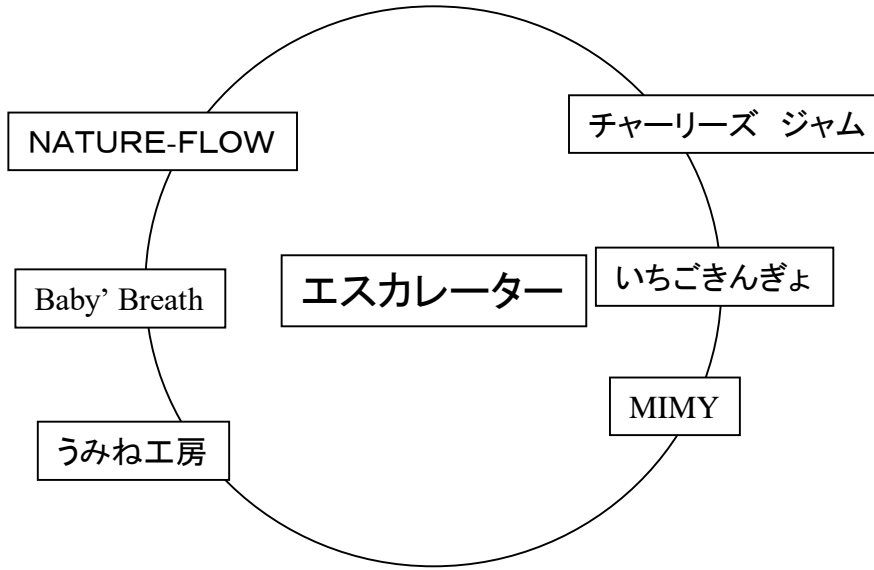 NATURE-FLOW
チャーリーズ　ジャム
Baby’ Breath
エスカレーター
いちごきんぎょ
MIMY
うみね工房